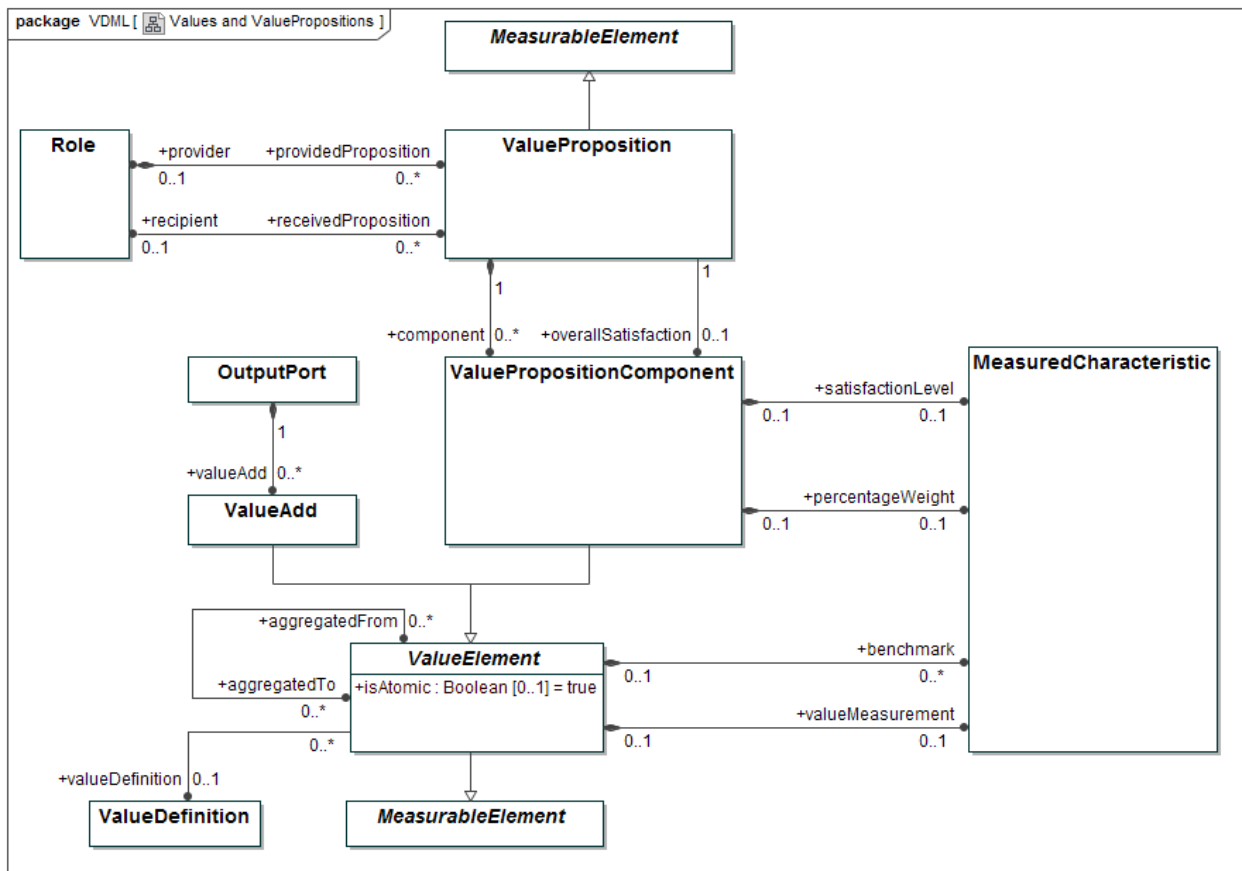 package VDML [ Values and ValuePropositions ]
MeasurableElement
Role
ValueProposition
+provider
+providedProposition
0..1
0..*
+recipient
+receivedProposition
0..1
0..*
1
1
+component 0..*
+overallSatisfaction 0..1
OutputPort
ValuePropositionComponent
MeasuredCharacteristic
+satisfactionLevel
0..1
0..1
1
+valueAdd 0..*
ValueAdd
+percentageWeight
0..1
0..1
+aggregatedFrom 0..*
ValueElement
+benchmark
0..1
0..*
+isAtomic : Boolean [0..1] = true
+aggregatedTo
0..*
+valueMeasurement
0..1
0..1
0..*
+valueDefinition 0..1
ValueDefinition
MeasurableElement